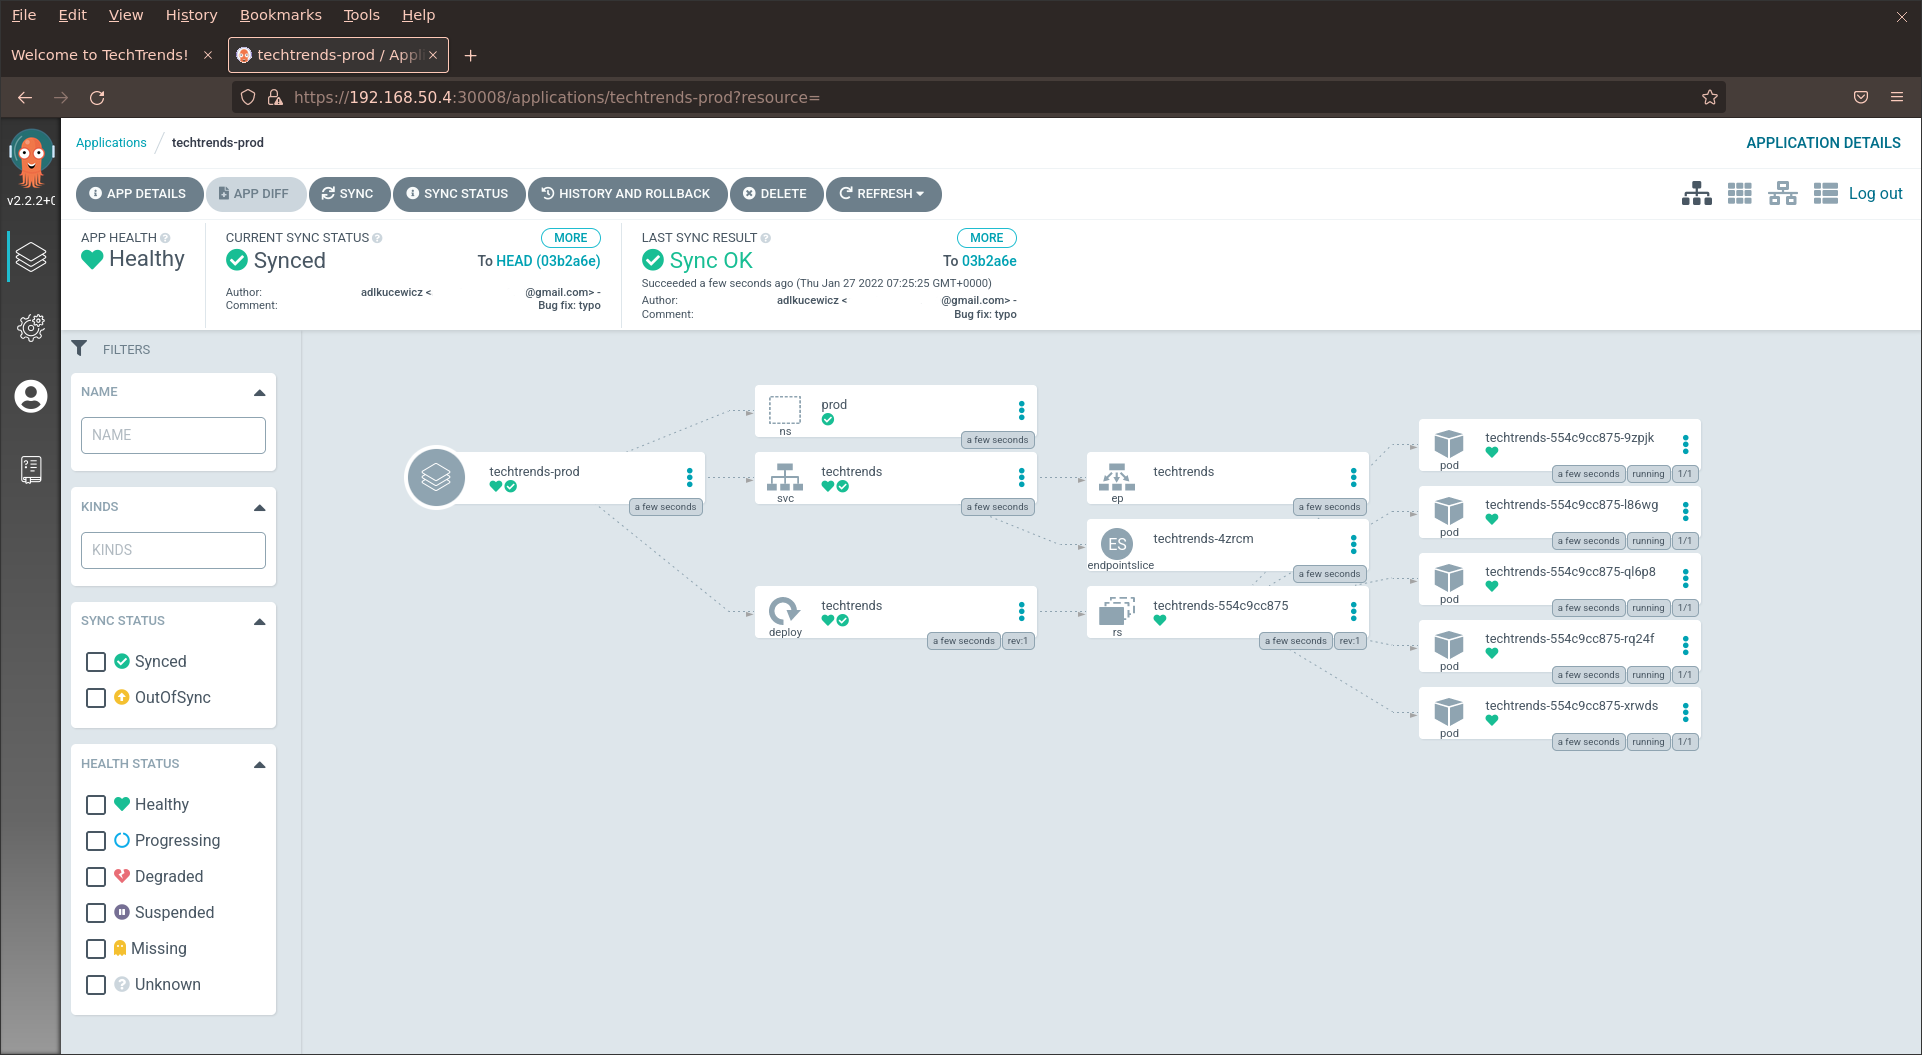 File Edit View History Bookmarks Tools Help
Welcome to TechTrends!
techtrends-prod / Appli
https://192.168.50.4:30008/applications/techtrends-prod?resource=
Applications / techtrends-prod
APPLICATION DETAILS
v2.2.2+0
APP DETAILS
APP DIFF
SYNC
SYNC STATUS
HISTORY AND ROLLBACK
DELETE
REFRESH
Log out
APP HEALTH
Healthy
CURRENT SYNC STATUS
MORE
Synced
To HEAD (03b2a6e)
Author: adlkucewicz < @gmail.com> -
Comment: Bug fix: typo
LAST SYNC RESULT
MORE
Sync OK
To 03b2a6e
Succeeded a few seconds ago (Thu Jan 27 2022 07:25:25 GMT+0000)
Author: adlkucewicz < @gmail.com> -
Comment: Bug fix: typo
FILTERS
NAME
NAME
KINDS
KINDS
SYNC STATUS
Synced
OutOfSync
HEALTH STATUS
Healthy
Progressing
Degraded
Suspended
Missing
Unknown
techtrends-prod
a few seconds
prod
ns
a few seconds
techtrends
svc
a few seconds
techtrends
deploy
a few seconds rev:1
techtrends
ep
a few seconds
ES
techtrends-4zrcm
endpointslice
a few seconds
techtrends-554c9cc875
rs
a few seconds rev:1
techtrends-554c9cc875-9zpjk
pod
a few seconds running 1/1
techtrends-554c9cc875-l86wg
pod
a few seconds running 1/1
techtrends-554c9cc875-ql6p8
pod
a few seconds running 1/1
techtrends-554c9cc875-rq24f
pod
a few seconds running 1/1
techtrends-554c9cc875-xrwds
pod
a few seconds running 1/1